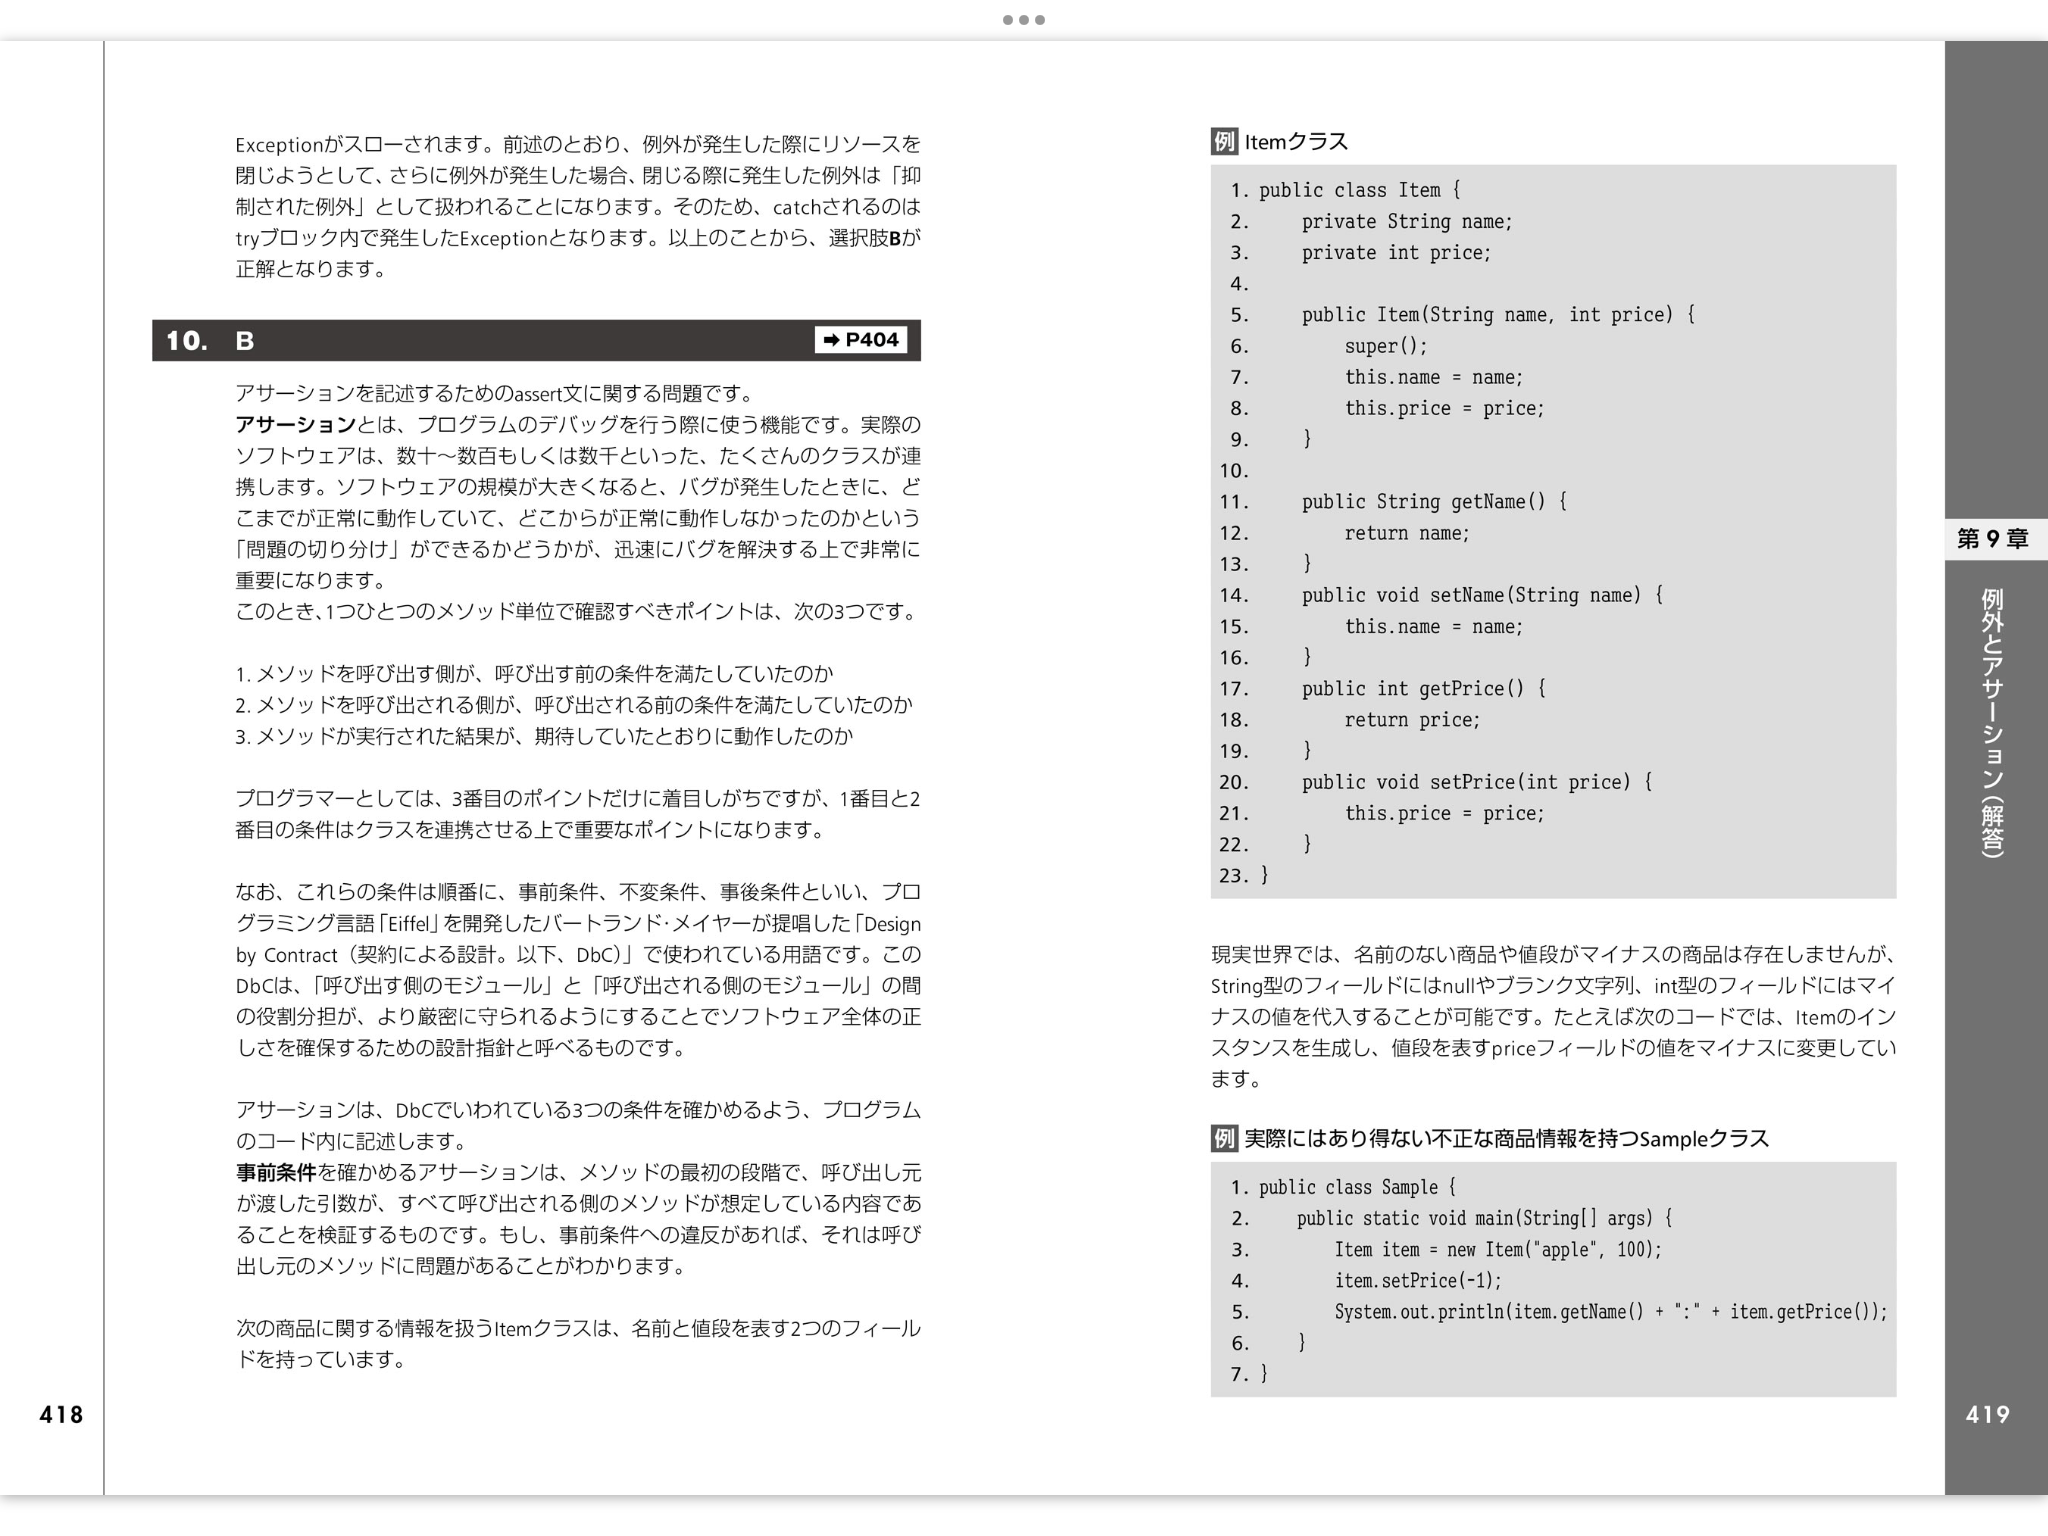 Exceptionがスローされます。前述のとおり、例外が発生した際にリソースを
閉じようとして、さらに例外が発生した場合、閉じる際に発生した例外は「抑
制された例外」として扱われることになります。そのため、catchされるのは
tryブロック内で発生したExceptionとなります。以上のことから、選択肢Bが
正解となります。
10. B ➡ P404
アサーションを記述するためのassert文に関する問題です。
アサーションとは、プログラムのデバッグを行う際に使う機能です。実際の
ソフトウェアは、数十〜数百もしくは数千といった、たくさんのクラスが連
携します。ソフトウェアの規模が大きくなると、バグが発生したときに、ど
こまでが正常に動作していて、どこからが正常に動作しなかったのかという
「問題の切り分け」ができるかどうかが、迅速にバグを解決する上で非常に
重要になります。
このとき、1つひとつのメソッド単位で確認すべきポイントは、次の3つです。
1. メソッドを呼び出す側が、呼び出す前の条件を満たしていたのか
2. メソッドを呼び出される側が、呼び出される前の条件を満たしていたのか
3. メソッドが実行された結果が、期待していたとおりに動作したのか
プログラマーとしては、3番目のポイントだけに着目しがちですが、1番目と2
番目の条件はクラスを連携させる上で重要なポイントになります。
なお、これらの条件は順番に、事前条件、不変条件、事後条件といい、プロ
グラミング言語「Eiffel」を開発したバートランド・メイヤーが提唱した「Design
by Contract（契約による設計。以下、DbC）」で使われている用語です。この
DbCは、「呼び出す側のモジュール」と「呼び出される側のモジュール」の間
の役割分担が、より厳密に守られるようにすることでソフトウェア全体の正
しさを確保するための設計指針と呼べるものです。
アサーションは、DbCでいわれている3つの条件を確かめるよう、プログラム
のコード内に記述します。
事前条件を確かめるアサーションは、メソッドの最初の段階で、呼び出し元
が渡した引数が、すべて呼び出される側のメソッドが想定している内容であ
ることを検証するものです。もし、事前条件への違反があれば、それは呼び
出し元のメソッドに問題があることがわかります。
次の商品に関する情報を扱うItemクラスは、名前と値段を表す2つのフィール
ドを持っています。
418
例 Itemクラス
1. public class Item {
2.     private String name;
3.     private int price;
4.
5.     public Item(String name, int price) {
6.         super();
7.         this.name = name;
8.         this.price = price;
9.     }
10.
11.     public String getName() {
12.         return name;
13.     }
14.     public void setName(String name) {
15.         this.name = name;
16.     }
17.     public int getPrice() {
18.         return price;
19.     }
20.     public void setPrice(int price) {
21.         this.price = price;
22.     }
23. }
現実世界では、名前のない商品や値段がマイナスの商品は存在しませんが、
String型のフィールドにはnullやブランク文字列、int型のフィールドにはマイ
ナスの値を代入することが可能です。たとえば次のコードでは、Itemのイン
スタンスを生成し、値段を表すpriceフィールドの値をマイナスに変更してい
ます。
例 実際にはあり得ない不正な商品情報を持つSampleクラス
1. public class Sample {
2.     public static void main(String[] args) {
3.         Item item = new Item("apple", 100);
4.         item.setPrice(-1);
5.         System.out.println(item.getName() + ":" + item.getPrice());
6.     }
7. }
第9章
例外とアサーション（解答）
419